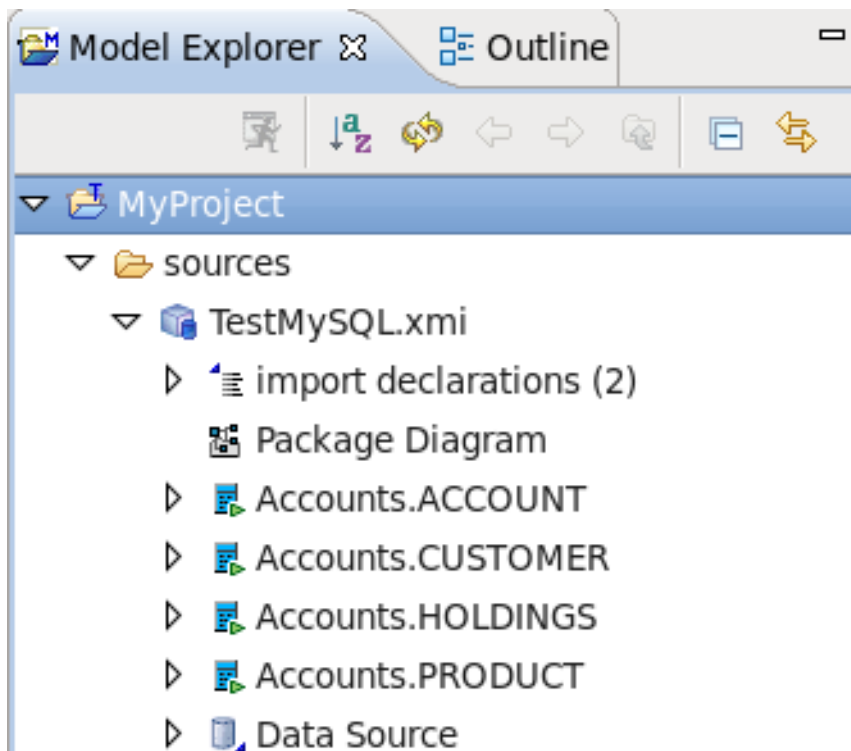 Model Explorer Outline
MyProject
sources
TestMySQL.xmi
import declarations (2)
Package Diagram
Accounts.ACCOUNT
Accounts.CUSTOMER
Accounts.HOLDINGS
Accounts.PRODUCT
Data Source